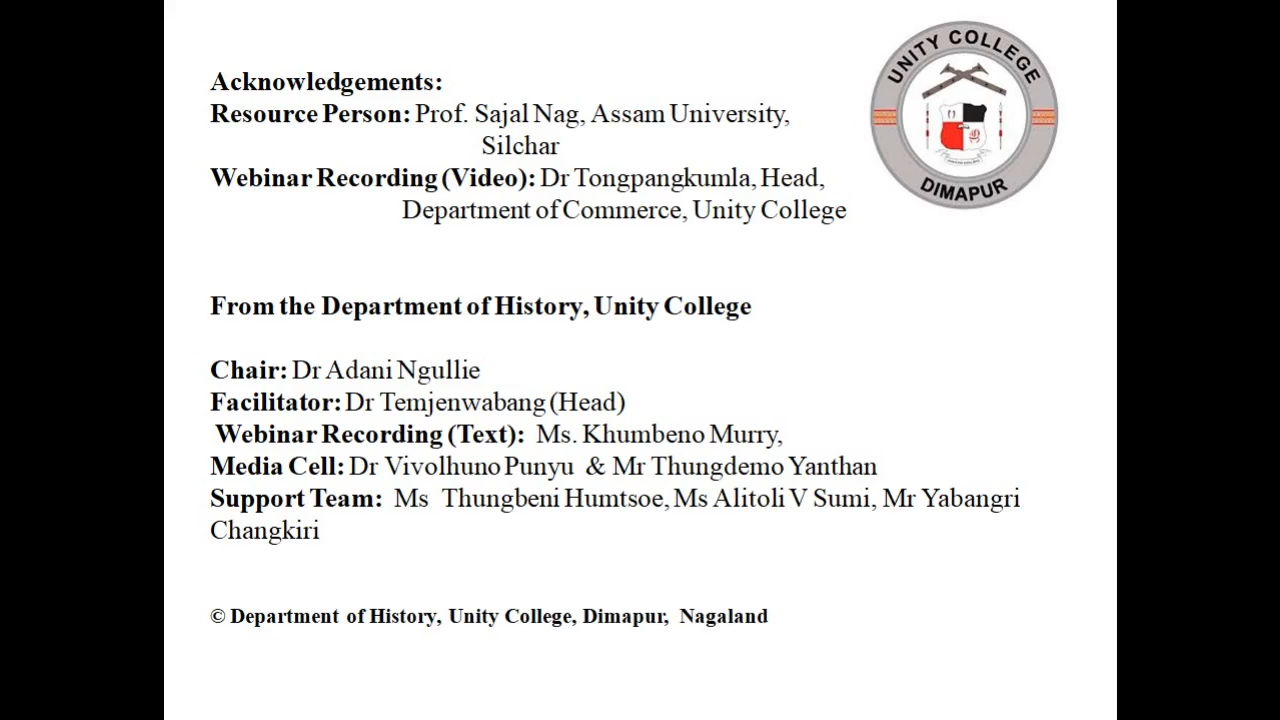 UNITY COLLEGE
DIMAPUR
Acknowledgements:
Resource Person: Prof. Sajal Nag, Assam University,
Silchar
Webinar Recording (Video): Dr Tongpangkumla, Head,
Department of Commerce, Unity College
From the Department of History, Unity College
Chair: Dr Adani Ngullie
Facilitator: Dr Temjenwabang (Head)
Webinar Recording (Text): Ms. Khumbeno Murry,
Media Cell: Dr Vivolhuno Punyu & Mr Thungdemo Yanthan
Support Team: Ms Thungbeni Humtsoe, Ms Alitoli V Sumi, Mr Yabangri
Changkiri
© Department of History, Unity College, Dimapur, Nagaland